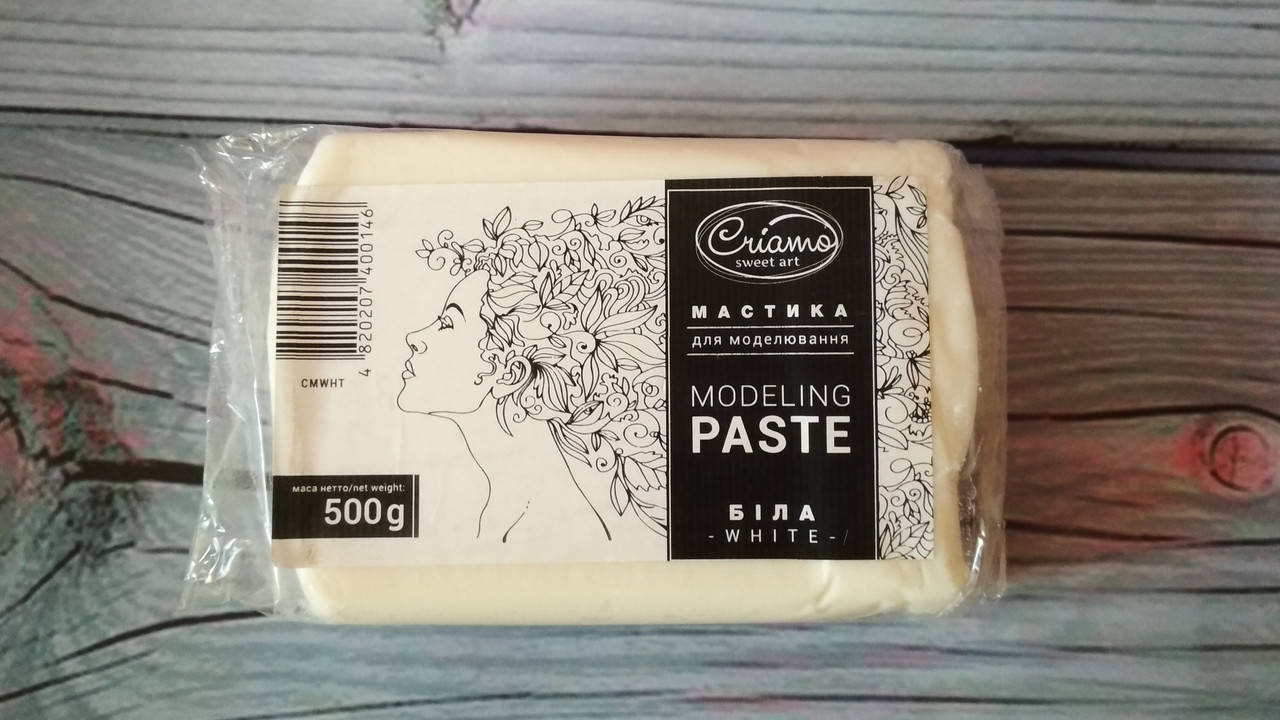 4 820207 400146
CMWHT
маса нетто/net weight:
500g
Criamo
sweet art
МАСТИКА
для моделювання
MODELING
PASTE
БІЛА
- WHITE -